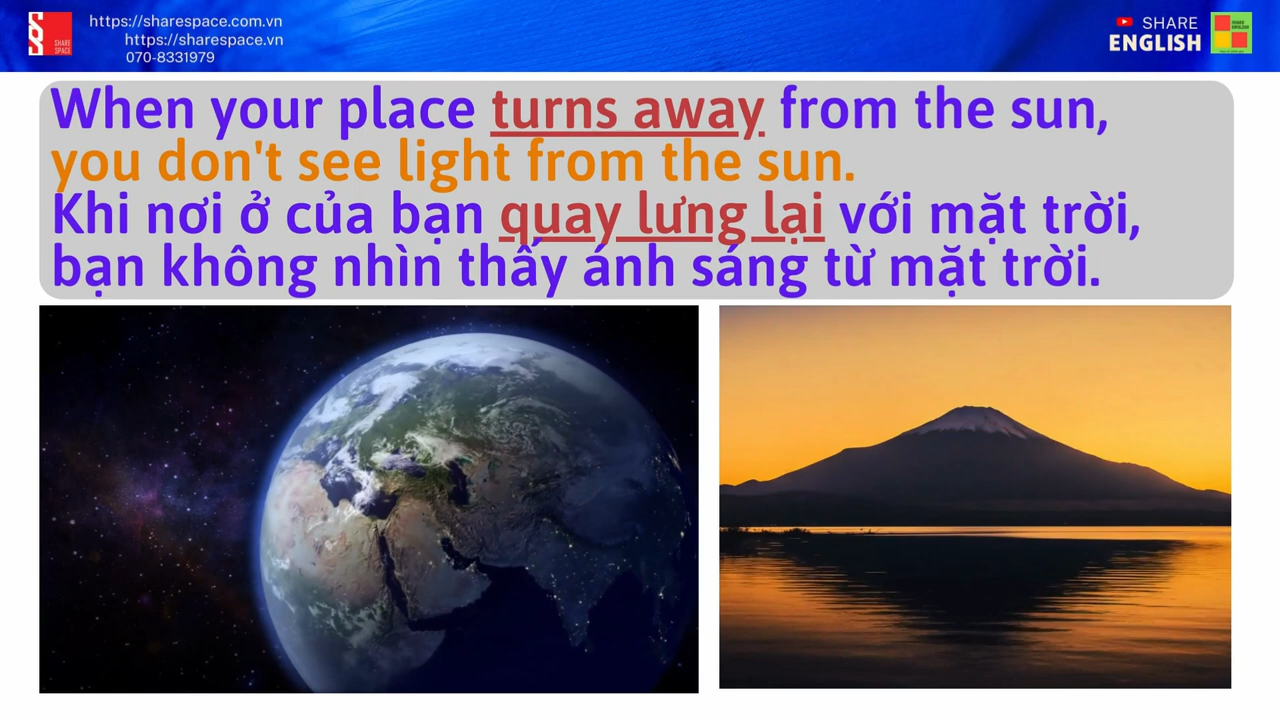 https://sharespace.com.vn
https://sharespace.vn
070-8331979
SHARE
SPACE
SHARE
ENGLISH
When your place turns away from the sun,
you don't see light from the sun.
Khi nơi ở của bạn quay lưng lại với mặt trời,
bạn không nhìn thấy ánh sáng từ mặt trời.